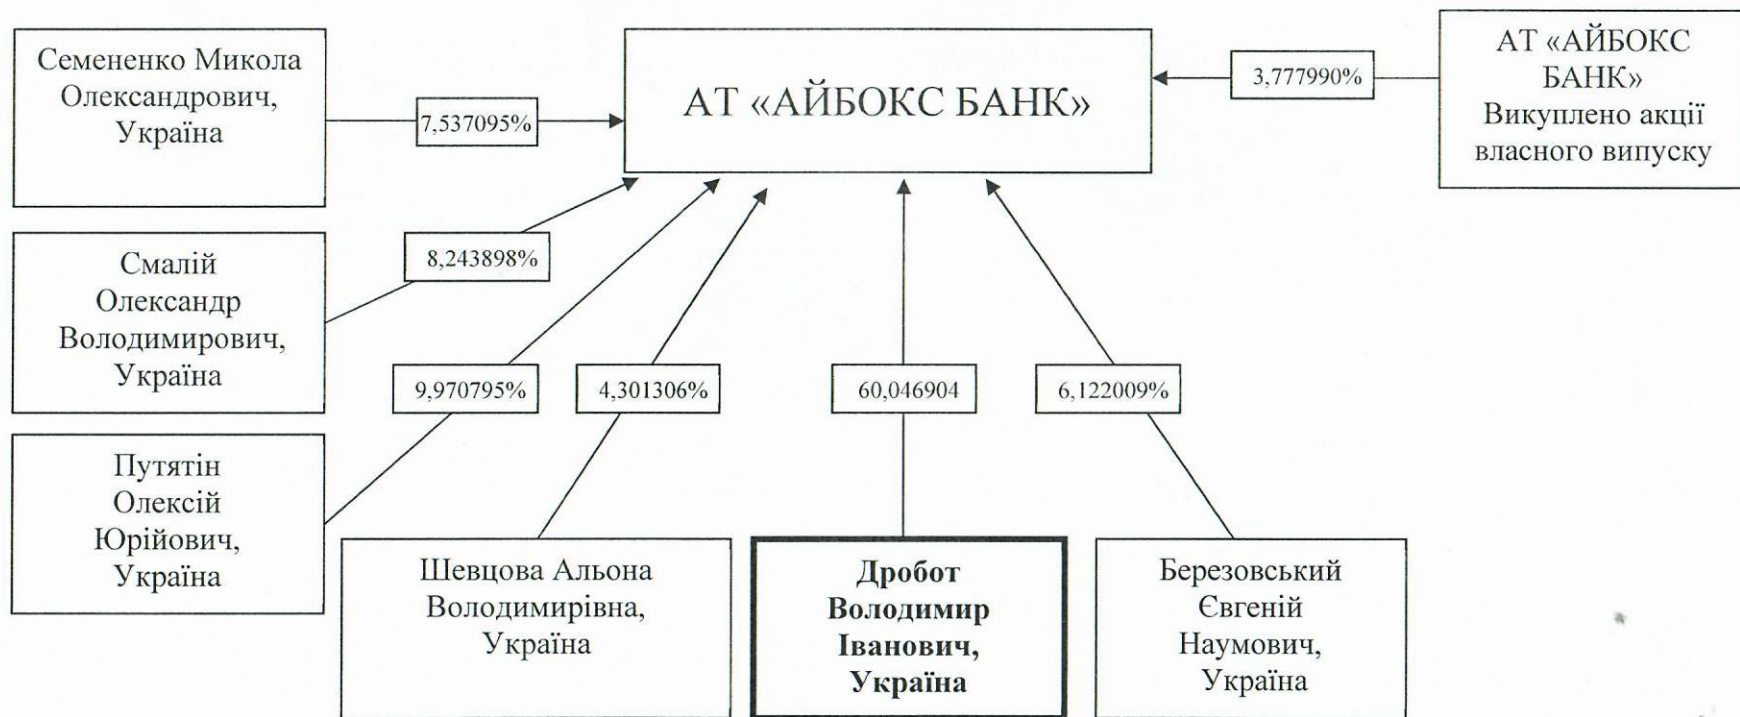 Семененко Микола
Олександрович,
Україна
7,537095%
АТ «АЙБОКС БАНК»
3,777990%
АТ «АЙБОКС
БАНК»
Викуплено акції
власного випуску
Смалій
Олександр
Володимирович,
Україна
8,243898%
Путятін
Олексій
Юрійович,
Україна
9,970795%
4,301306%
60,046904
6,122009%
Шевцова Альона
Володимирівна,
Україна
Дробот
Володимир
Іванович,
Україна
Березовський
Євгеній
Наумович,
Україна